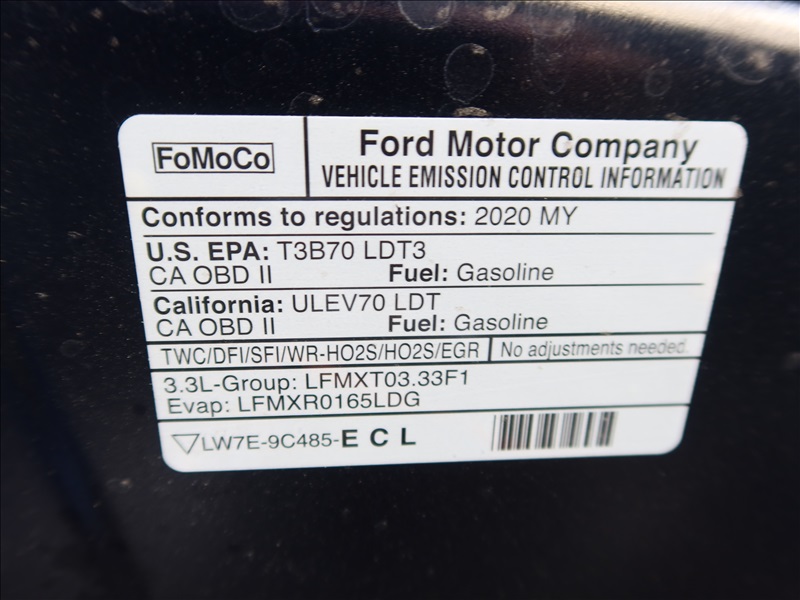 FoMoCo
Ford Motor Company
VEHICLE EMISSION CONTROL INFORMATION
Conforms to regulations: 2020 MY
U.S. EPA: T3B70 LDT3
CA OBD II Fuel: Gasoline
California: ULEV70 LDT
CA OBD II Fuel: Gasoline
TWC/DFI/SFI/WR-HO2S/HO2S/EGR No adjustments needed.
3.3L-Group: LFMXT03.33F1
Evap: LFMXR0165LDG
LW7E-9C485-E C L